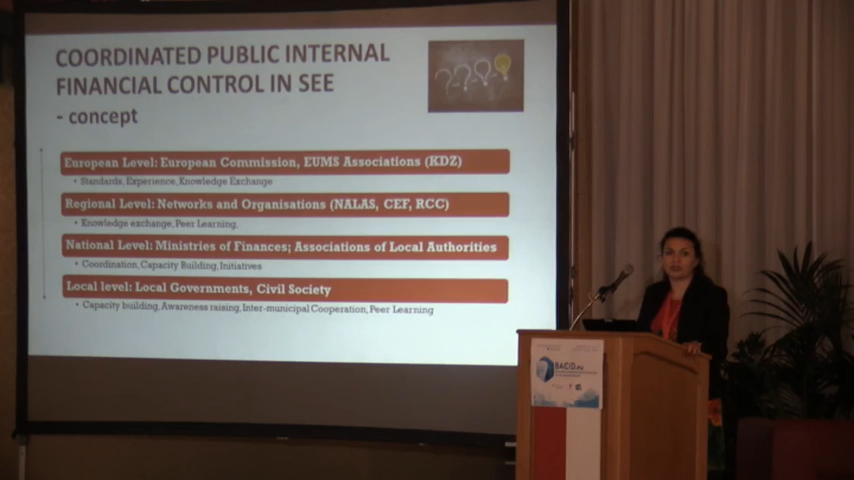 COORDINATED PUBLIC INTERNAL
FINANCIAL CONTROL IN SEE
- concept
European Level: European Commission, EUMS Associations (KDZ)
• Standards, Experience, Knowledge Exchange
Regional Level: Networks and Organisations (NALAS, CEF, RCC)
• Knowledge exchange, Peer Learning,
National Level: Ministries of Finances; Associations of Local Authorities
• Coordination, Capacity Building, Initiatives
Local level: Local Governments, Civil Society
• Capacity building, Awareness raising, Inter-municipal Cooperation, Peer Learning
BACID.eu